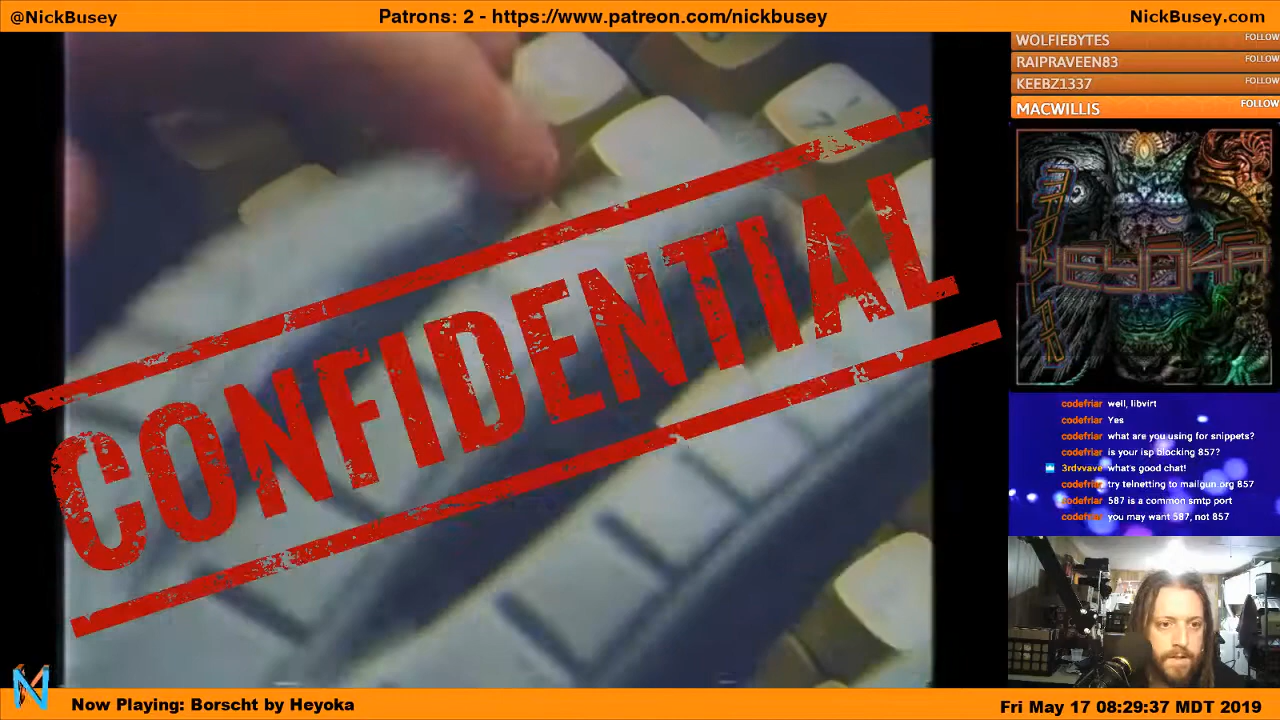 @NickBusey
Patrons: 2 - https://www.patreon.com/nickbusey
NickBusey.com
WOLFIEBYTES FOLLOW
RAIPRAVEEN83 FOLLOW
KEEBZ1337 FOLLOW
MACWILLIS FOLLOW
CONFIDENTIAL
codefriar well, libvirt
codefriar Yes
codefriar what are you using for snippets?
codefriar is your isp blocking 857?
3rdvvave what's good chat!
codefriar try telnetting to mailgun org 857
codefriar 587 is a common smtp port
codefriar you may want 587, not 857
N
Now Playing: Borscht by Heyoka
Fri May 17 08:29:37 MDT 2019